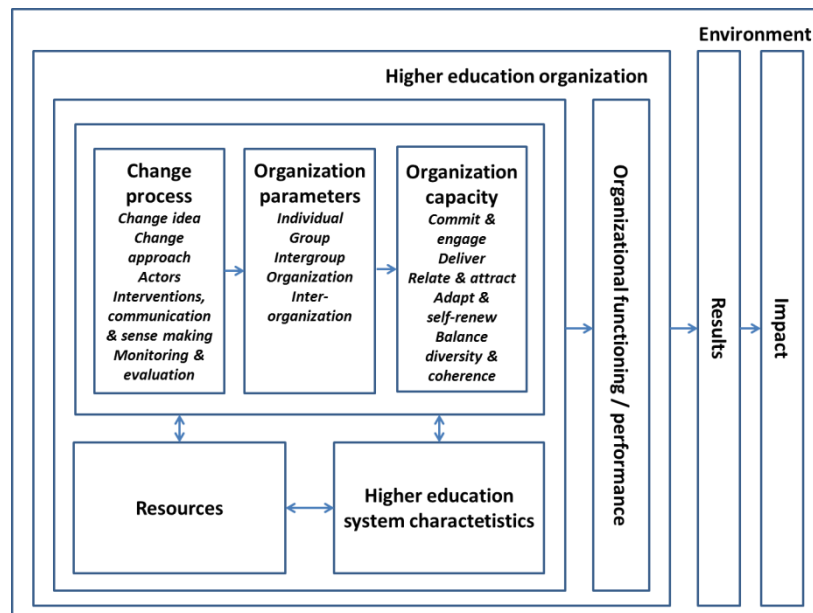 Environment
Higher education organization
Change
process
Change idea
Change
approach
Actors
Interventions,
communication
& sense making
Monitoring &
evaluation
Organization
parameters
Individual
Group
Intergroup
Organization
Inter-
organization
Organization
capacity
Commit &
engage
Deliver
Relate & attract
Adapt &
self-renew
Balance
diversity &
coherence
Resources
Higher education
system charactetistics
Organizational functioning / performance
Results
Impact